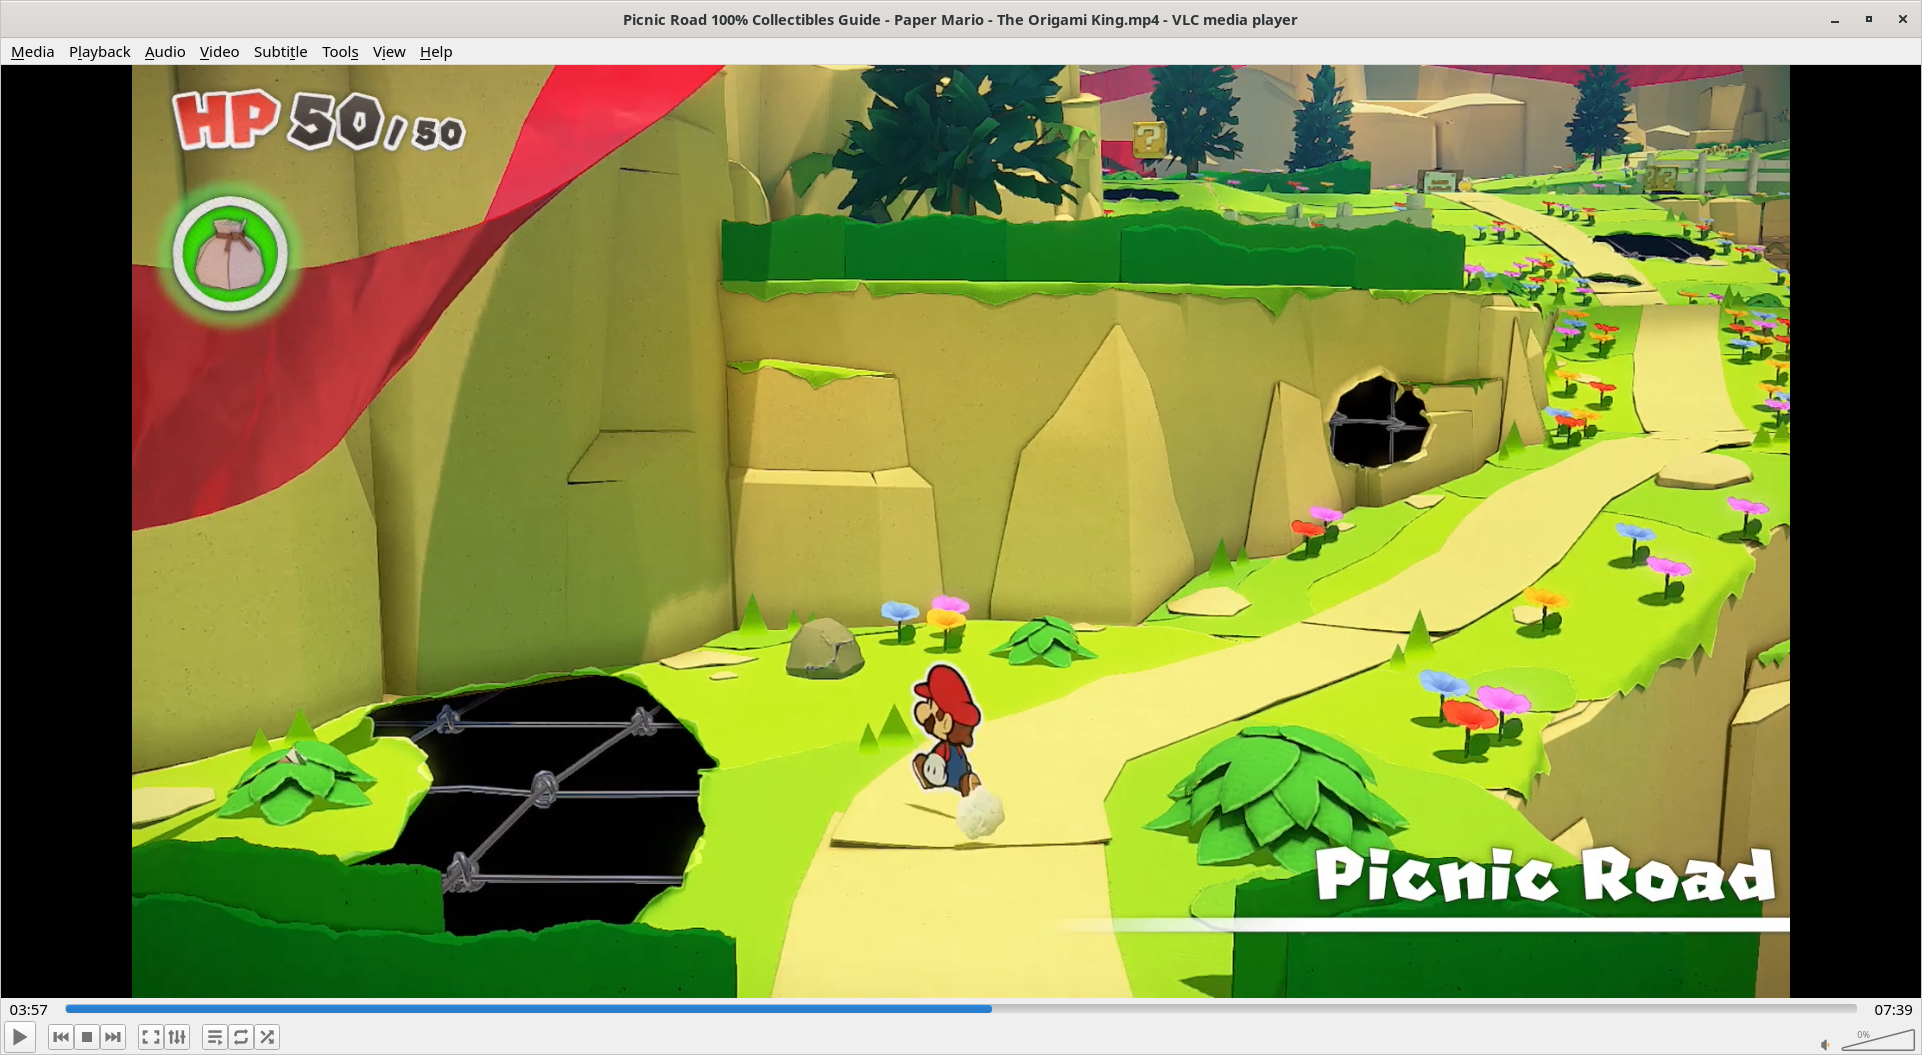 Picnic Road 100% Collectibles Guide - Paper Mario - The Origami King.mp4 - VLC media player
Media Playback Audio Video Subtitle Tools View Help
HP 50/50
?
Picnic Road
03:57
07:39
0%